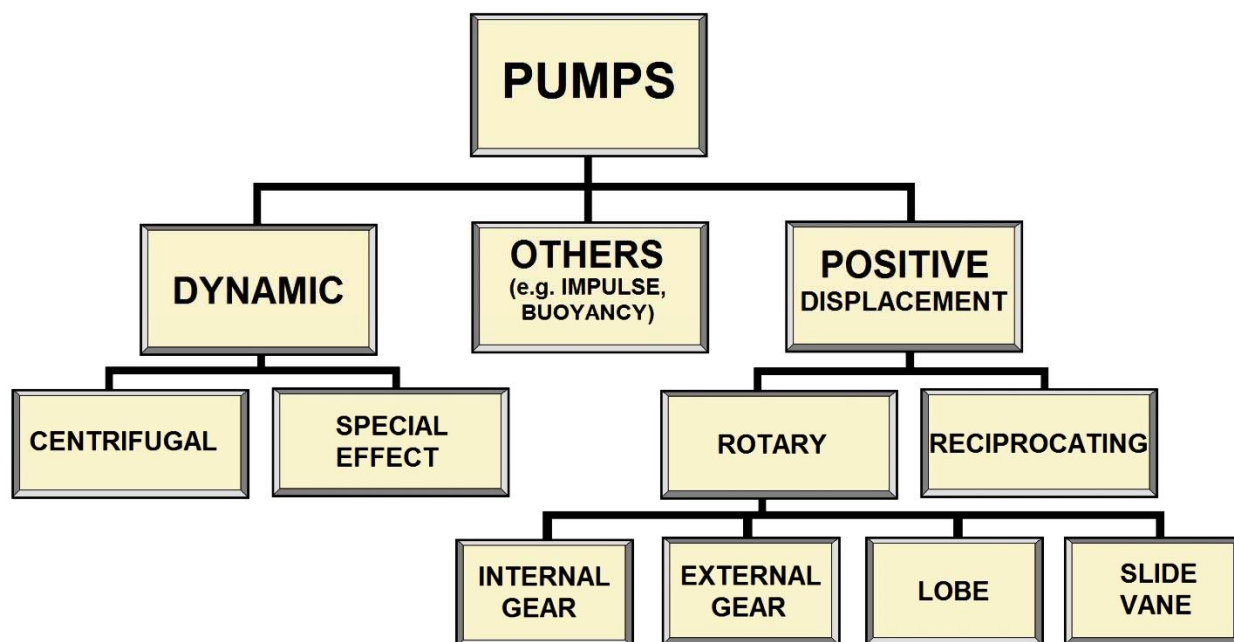 PUMPS
DYNAMIC
OTHERS
(e.g. IMPULSE,
BUOYANCY)
POSITIVE
DISPLACEMENT
CENTRIFUGAL
SPECIAL
EFFECT
ROTARY
RECIPROCATING
INTERNAL
GEAR
EXTERNAL
GEAR
LOBE
SLIDE
VANE